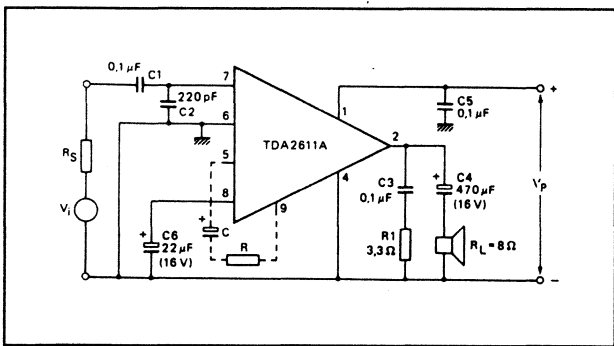 0,1 µF C1
7
220 pF
C2
6
5
8
9
TDA2611A
1
2
4
C5
0,1 µF
+
Vp
−
C3
0,1 µF
+ C4
470 µF
(16 V)
R1
3,3 Ω
RL = 8 Ω
RS
Vi
+
C6
22 µF
(16 V)
+
C
R